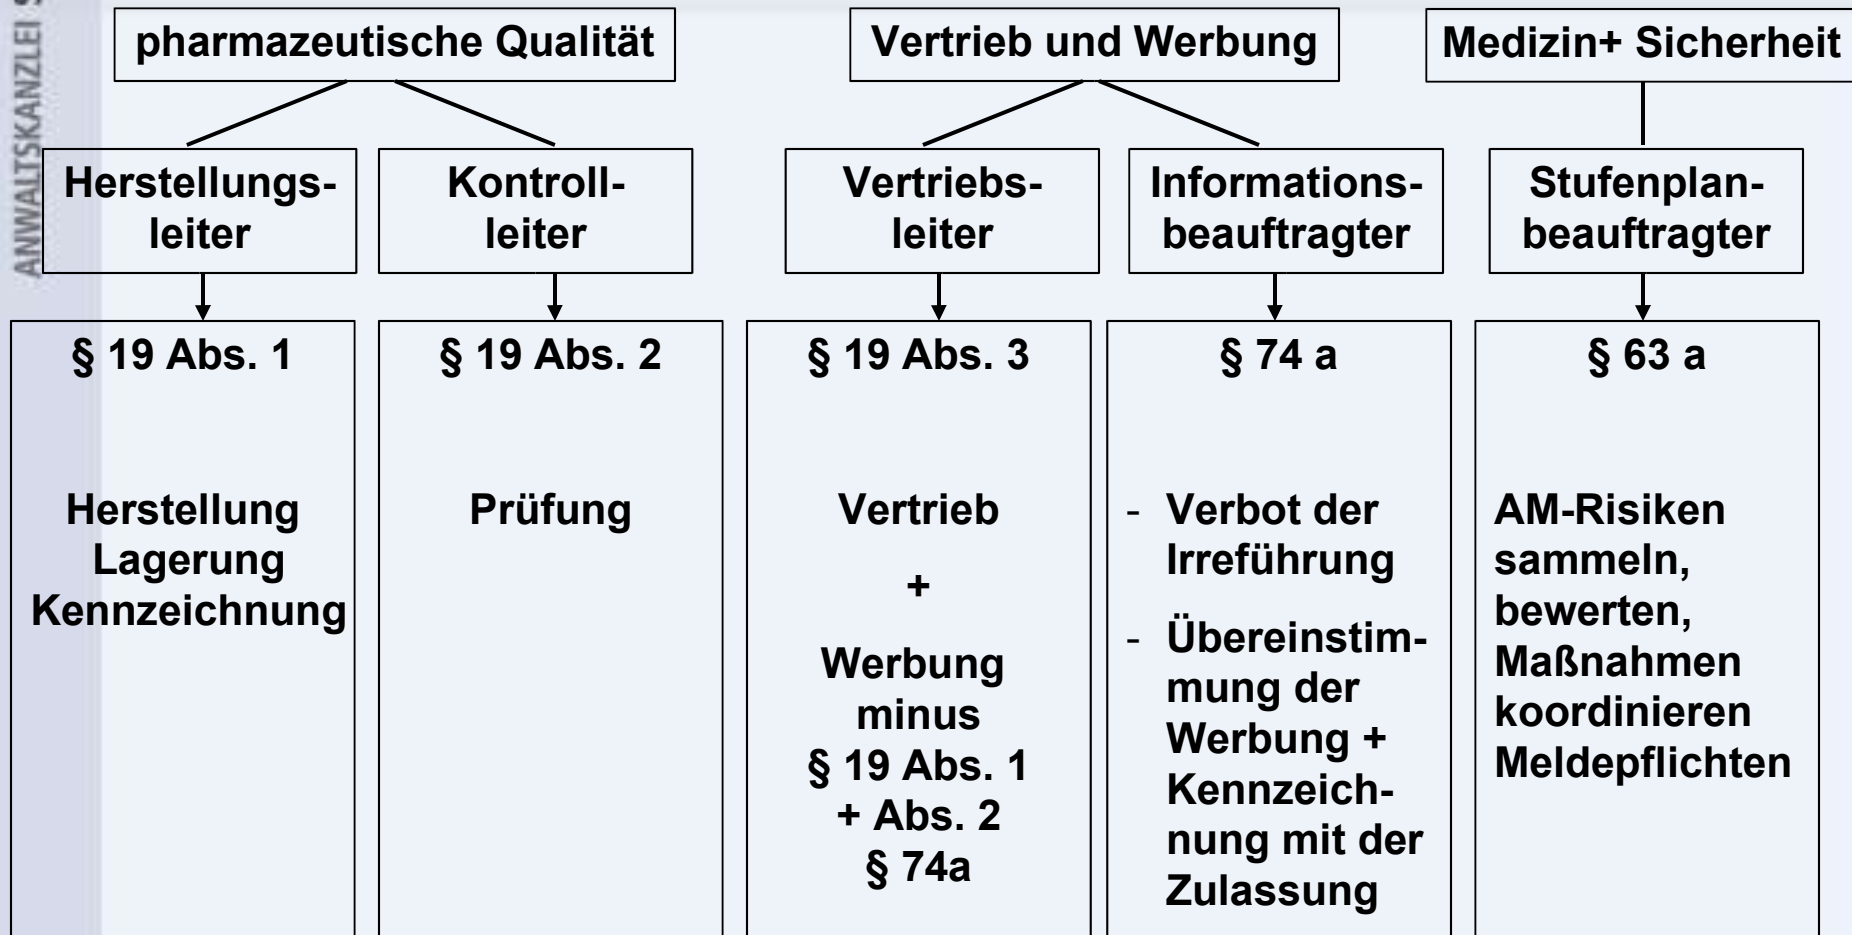 ANWALTSKANZLEI
pharmazeutische Qualität
Vertrieb und Werbung
Medizin+ Sicherheit
Herstellungs-
leiter
Kontroll-
leiter
Vertriebs-
leiter
Informations-
beauftragter
Stufenplan-
beauftragter
§ 19 Abs. 1
Herstellung
Lagerung
Kennzeichnung
§ 19 Abs. 2
Prüfung
§ 19 Abs. 3
Vertrieb
+
Werbung
minus
§ 19 Abs. 1
+ Abs. 2
§ 74a
§ 74 a
- Verbot der
Irreführung
- Übereinstim-
mung der
Werbung +
Kennzeich-
nung mit der
Zulassung
§ 63 a
AM-Risiken
sammeln,
bewerten,
Maßnahmen
koordinieren
Meldepflichten